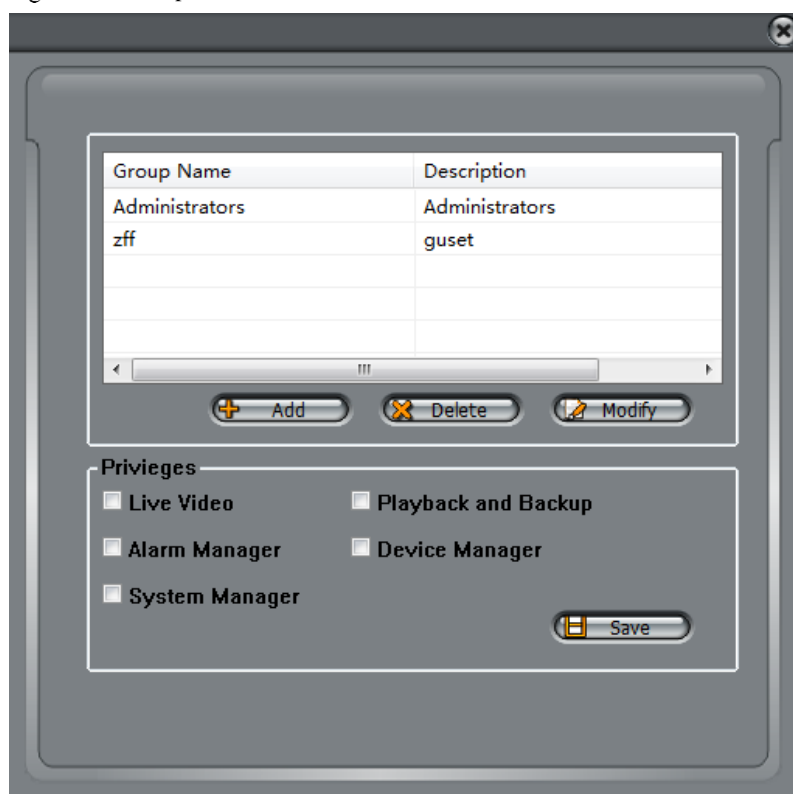 Group Name Description
Administrators Administrators
zff guset
Add Delete Modify
Privieges
Live Video Playback and Backup
Alarm Manager Device Manager
System Manager
Save